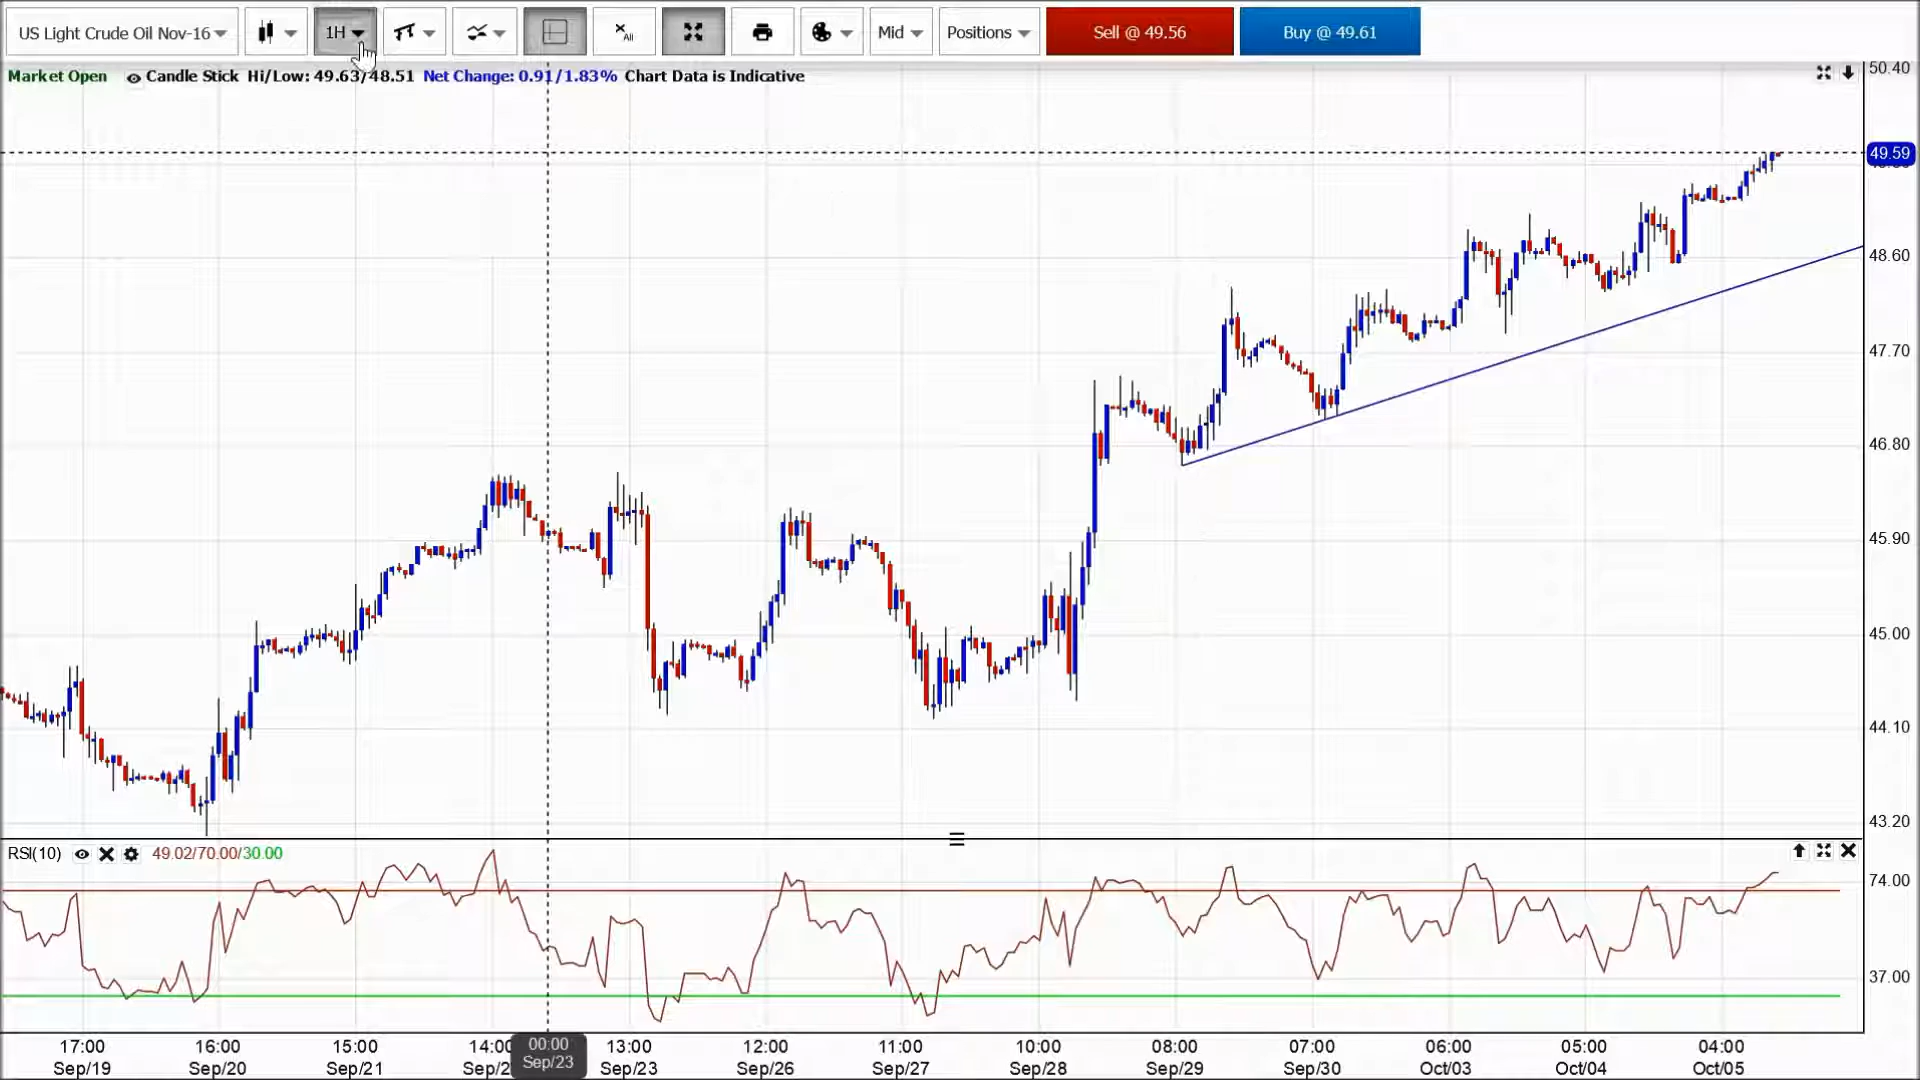 US Light Crude Oil Nov-16
1H
x All
Mid
Positions
Sell @ 49.56
Buy @ 49.61
Market Open
Candle Stick Hi/Low: 49.63/48.51 Net Change: 0.91/1.83% Chart Data is Indicative
50.40
49.59
48.60
47.70
46.80
45.90
45.00
44.10
43.20
RSI(10)
49.02/70.00/30.00
74.00
37.00
17:00 16:00 15:00 14:00 00:00 13:00 12:00 11:00 10:00 08:00 07:00 06:00 05:00 04:00
Sep/19 Sep/20 Sep/21 Sep/2 Sep/23 Sep/23 Sep/26 Sep/27 Sep/28 Sep/29 Sep/30 Oct/03 Oct/04 Oct/05